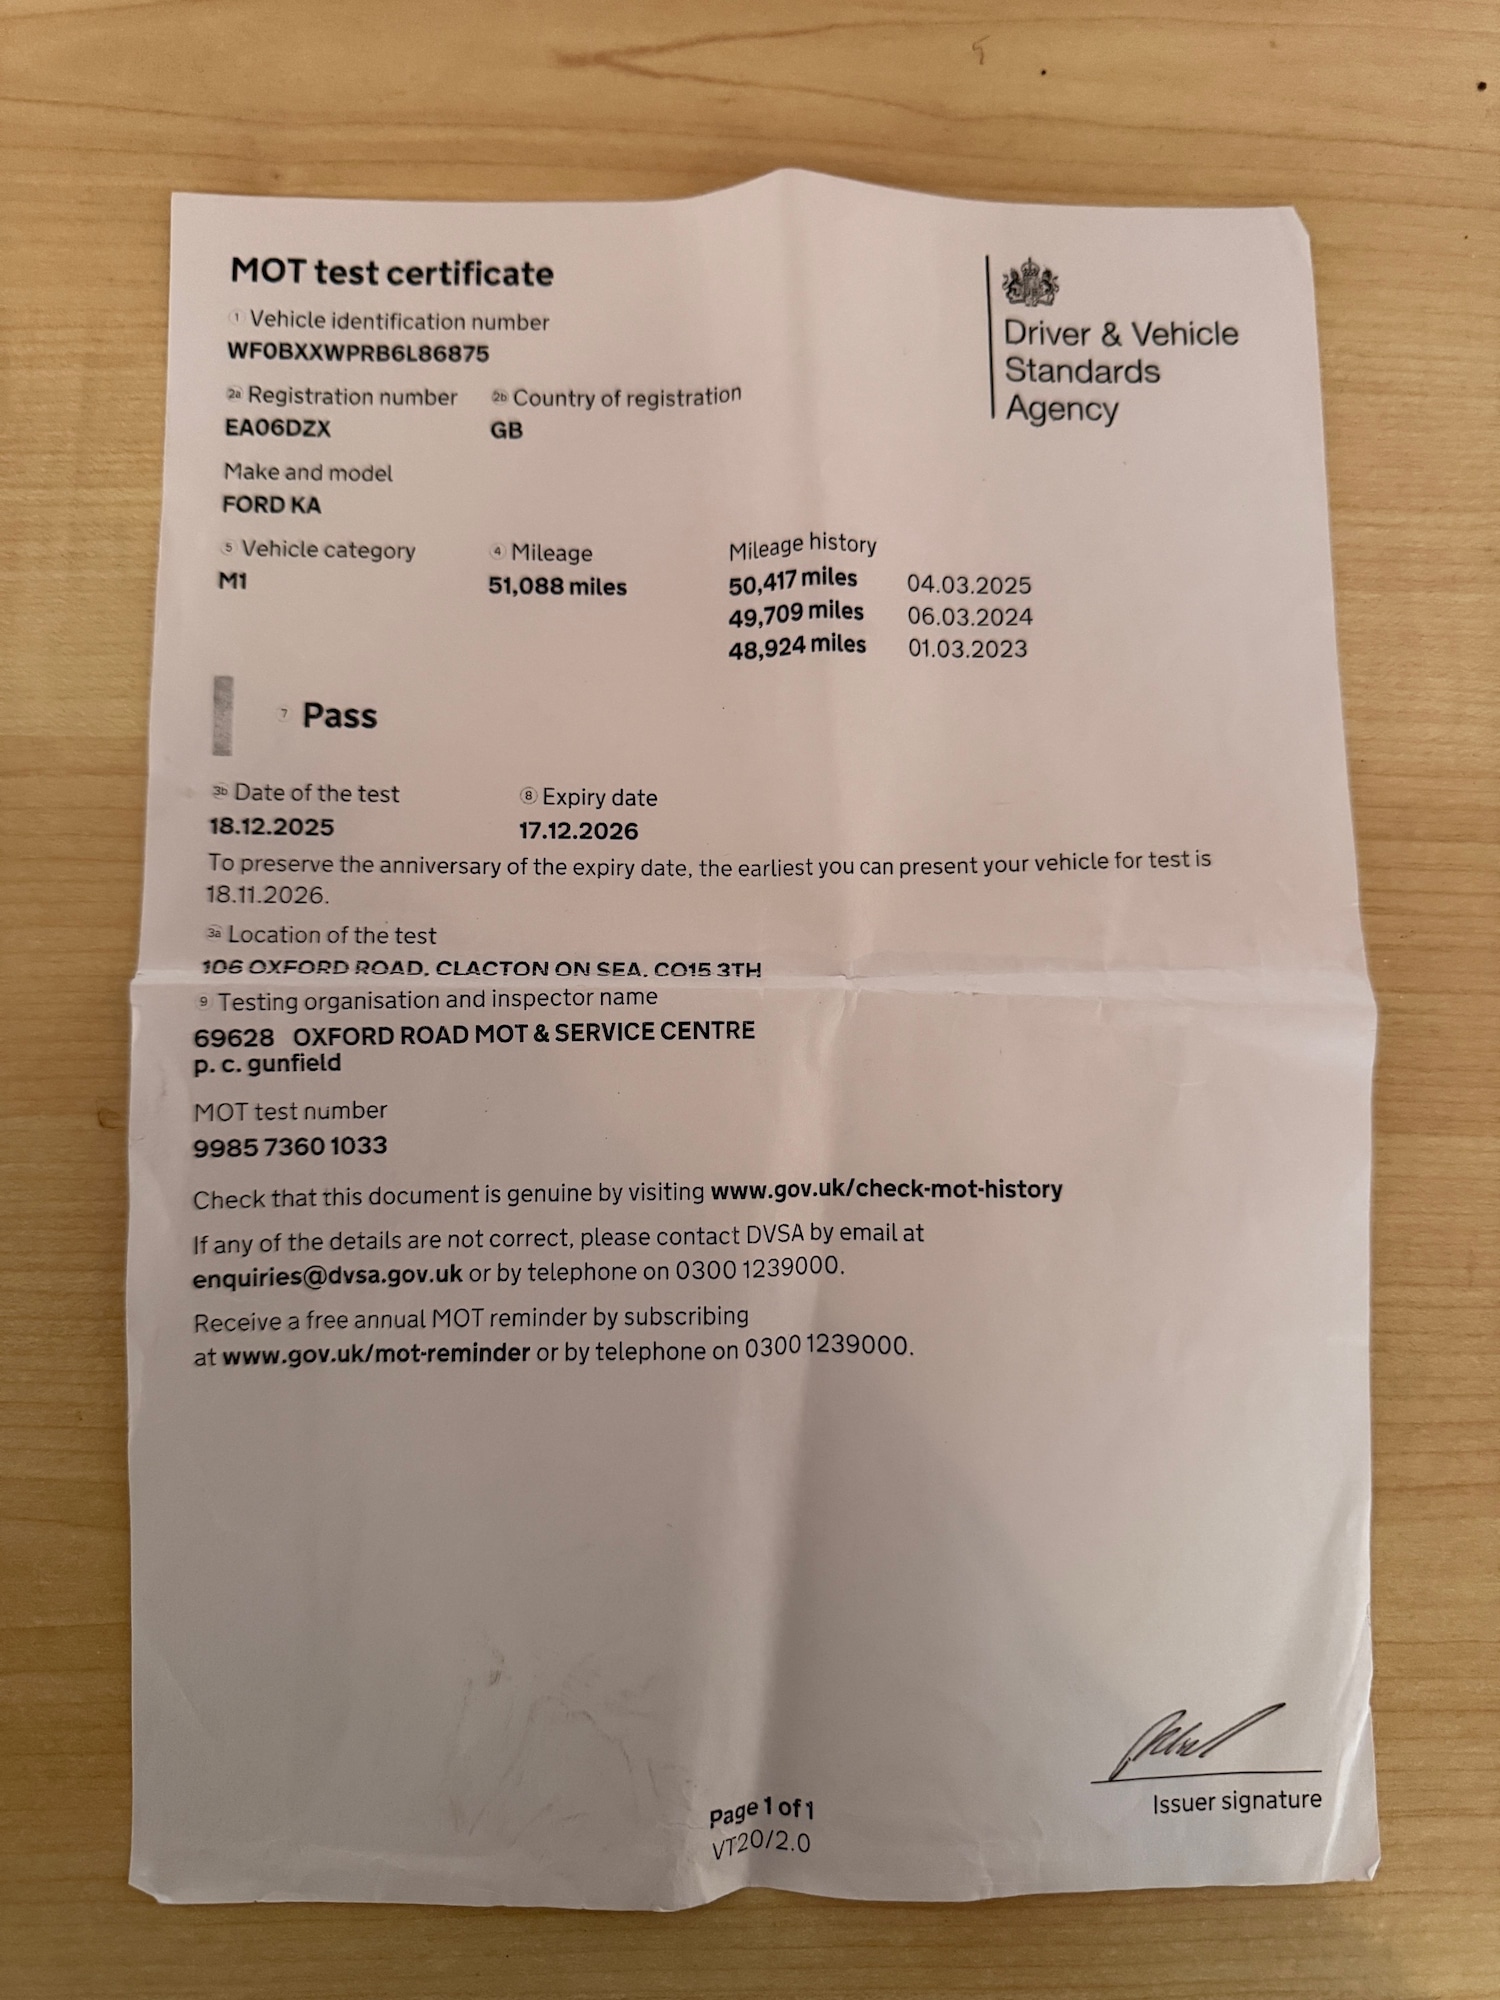 MOT test certificate
Driver & Vehicle
Standards
Agency
1 Vehicle identification number
WF0BXXWPRB6L86875
2a Registration number 2b Country of registration
EA06DZX GB
Make and model
FORD KA
5 Vehicle category 4 Mileage Mileage history
M1 51,088 miles 50,417 miles 04.03.2025
49,709 miles 06.03.2024
48,924 miles 01.03.2023
7 Pass
3b Date of the test 8 Expiry date
18.12.2025 17.12.2026
To preserve the anniversary of the expiry date, the earliest you can present your vehicle for test is
18.11.2026.
3a Location of the test
106 OXFORD ROAD, CLACTON ON SEA, CO15 3TH
9 Testing organisation and inspector name
69628 OXFORD ROAD MOT & SERVICE CENTRE
p. c. gunfield
MOT test number
9985 7360 1033
Check that this document is genuine by visiting www.gov.uk/check-mot-history
If any of the details are not correct, please contact DVSA by email at
enquiries@dvsa.gov.uk or by telephone on 0300 1239000.
Receive a free annual MOT reminder by subscribing
at www.gov.uk/mot-reminder or by telephone on 0300 1239000.
Issuer signature
Page 1 of 1
VT20/2.0